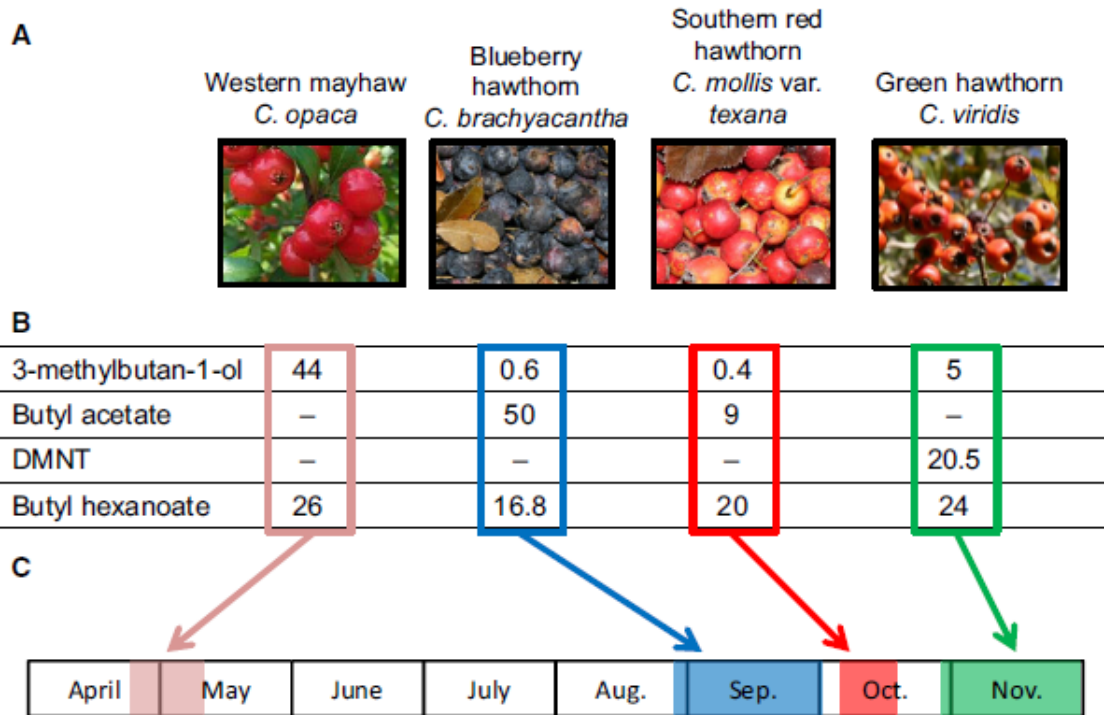 A
Western mayhaw
C. opaca
Blueberry
hawthorn
C. brachyacantha
Southern red
hawthorn
C. mollis var.
texana
Green hawthorn
C. viridis
B
3-methylbutan-1-ol 44 0.6 0.4 5
Butyl acetate – 50 9 –
DMNT – – – 20.5
Butyl hexanoate 26 16.8 20 24
C
April May June July Aug. Sep. Oct. Nov.